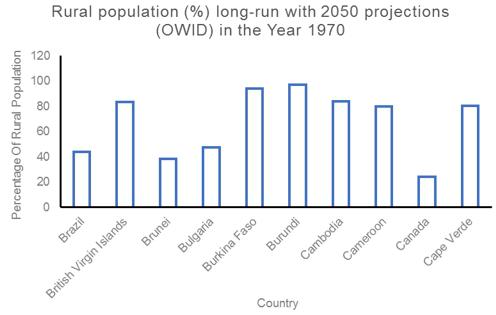 Rural population (%) long-run with 2050 projections
(OWID) in the Year 1970
Percentage Of Rural Population
120
100
80
60
40
20
0
Brazil
British Virgin Islands
Brunei
Bulgaria
Burkina Faso
Burundi
Cambodia
Cameroon
Canada
Cape Verde
Country